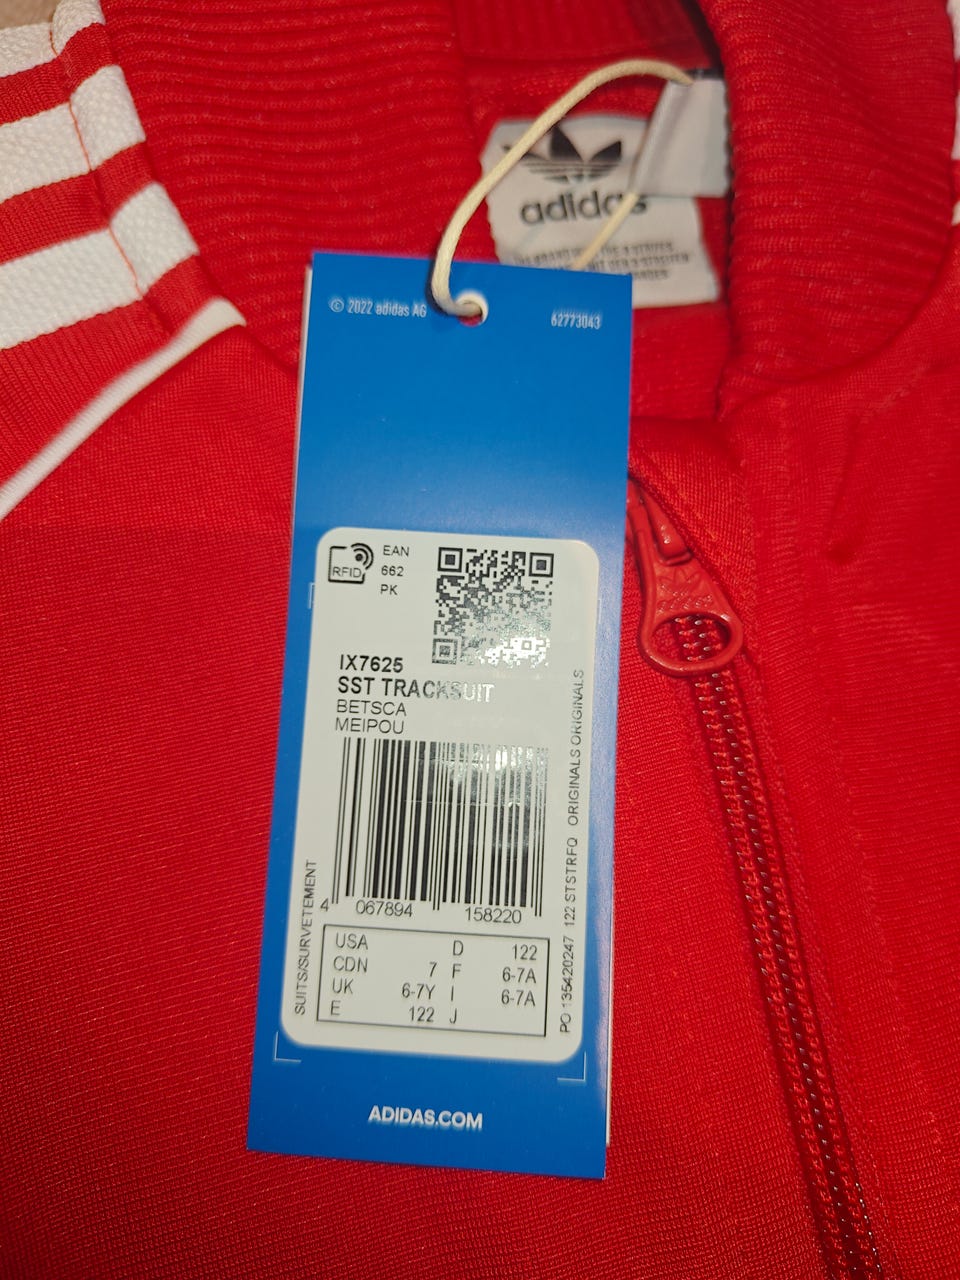 adidas
© 2022 adidas AG
62773043
RFID
EAN
662
PK
IX7625
SST TRACKSUIT
BETSCA
MEIPOU
4 067894 158220
SUITS/SURVETEMENT
PO 135420247 122 STSTRFQ ORIGINALS ORIGINALS
USA D 122
CDN 7 F 6-7A
UK 6-7Y I 6-7A
E 122 J
ADIDAS.COM